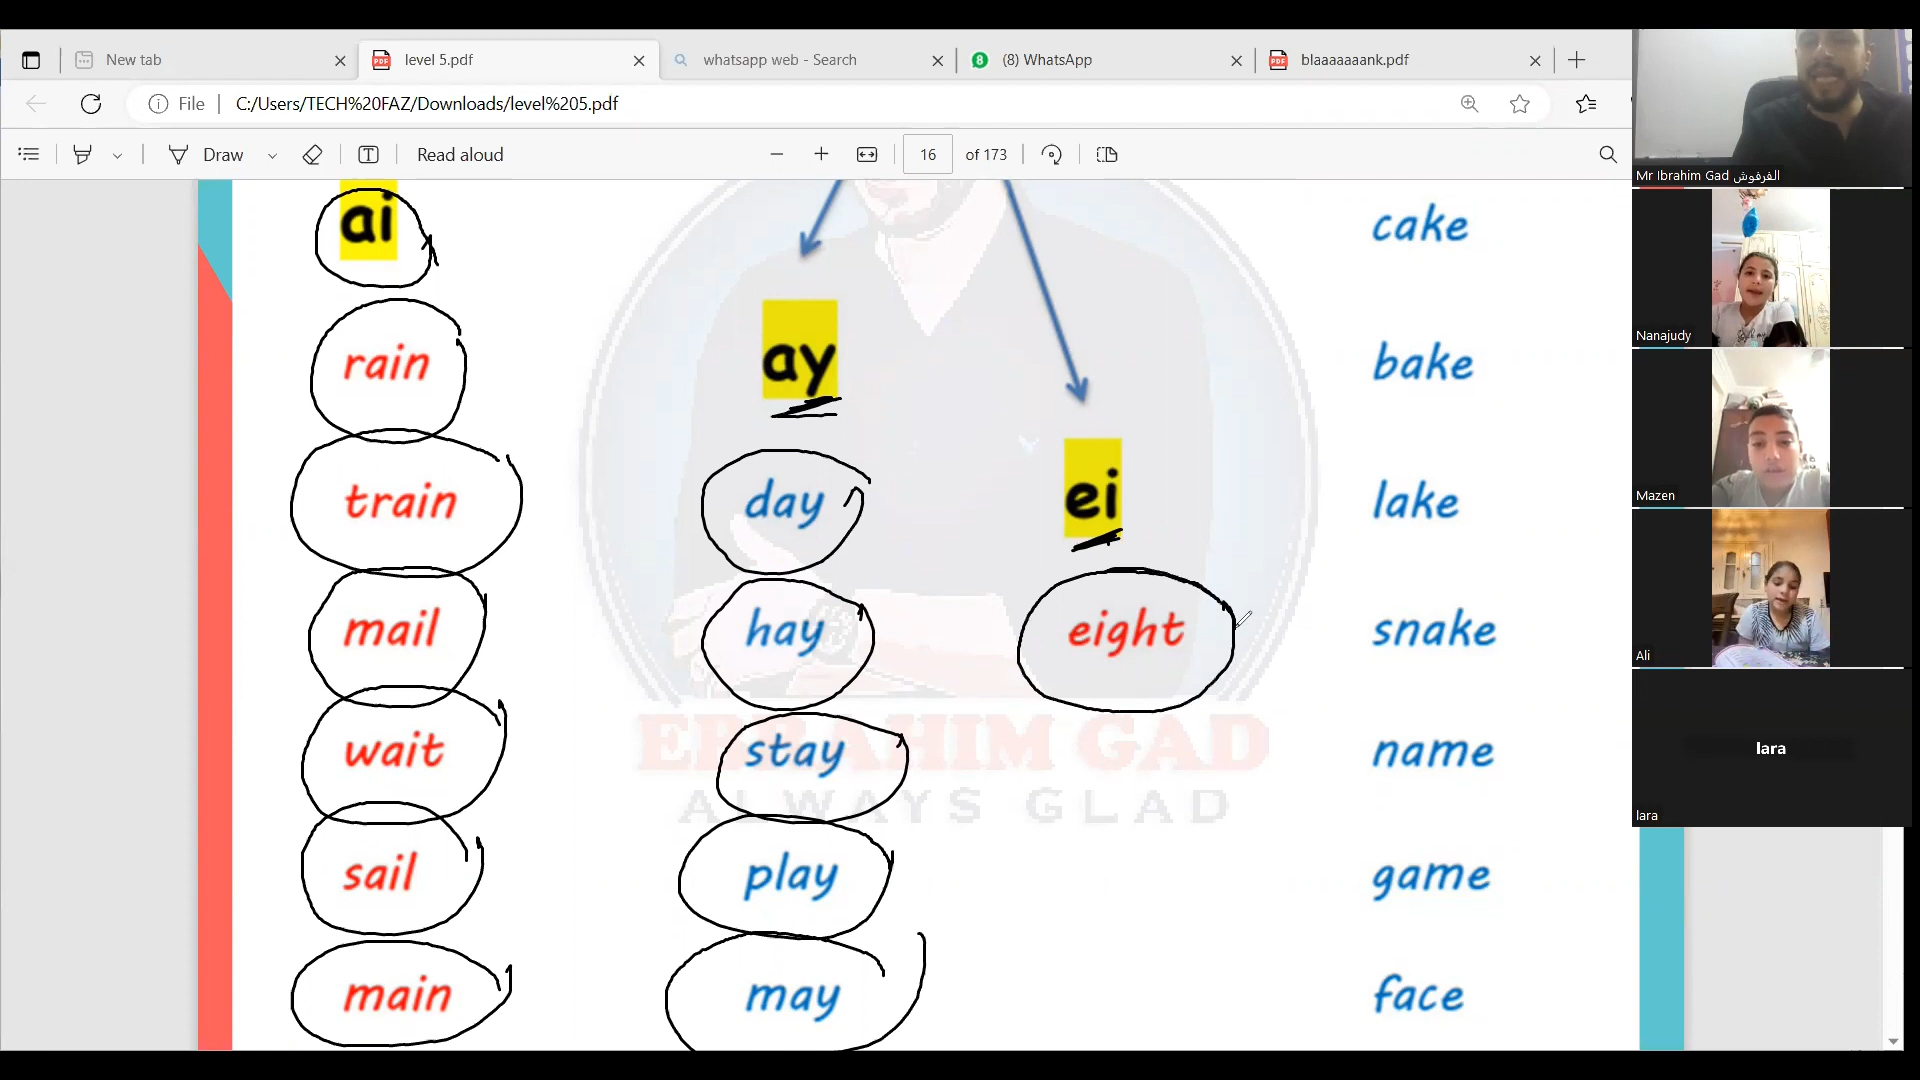 New tab
level 5.pdf
whatsapp web - Search
8
(8) WhatsApp
blaaaaaaank.pdf
File
C:/Users/TECH%20FAZ/Downloads/level%205.pdf
Draw
Read aloud
16
of 173
ai
rain
train
mail
wait
sail
main
ay
day
hay
stay
play
may
ei
eight
cake
bake
lake
snake
name
game
face
EBRAHIM GAD
ALWAYS GLAD
Mr Ibrahim Gad الفرفوش
Nanajudy
Mazen
Ali
lara
lara